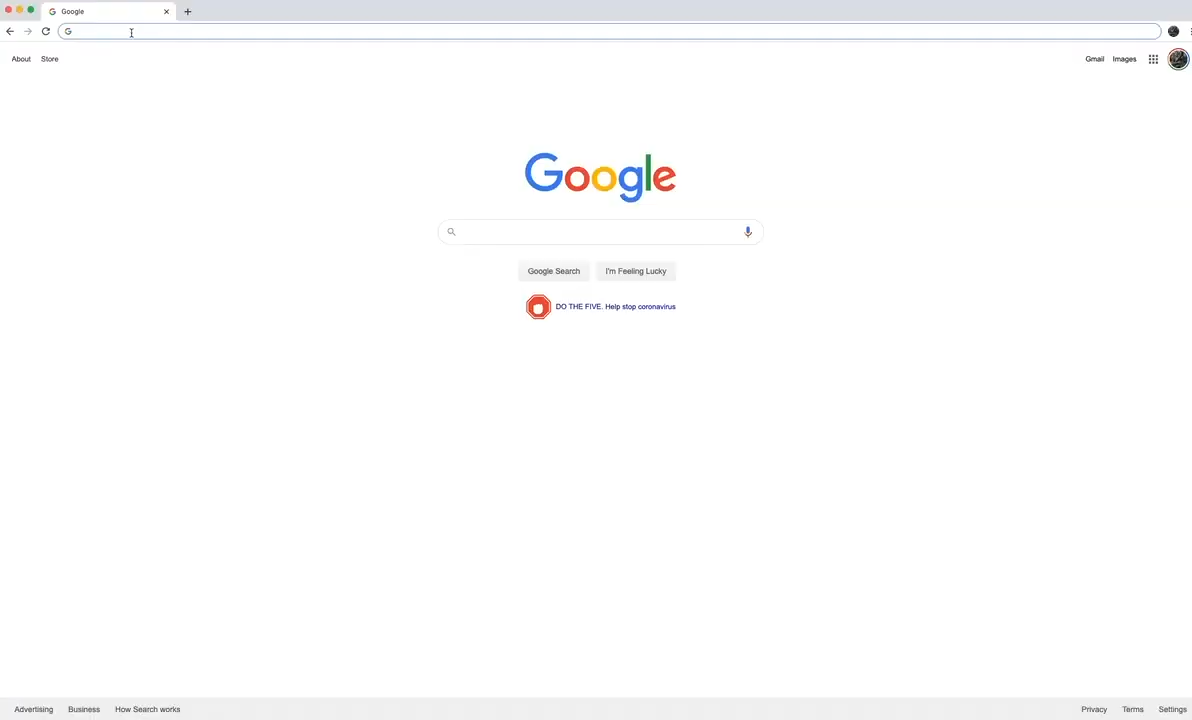 Google
About Store Gmail Images
Google
Google Search I'm Feeling Lucky
DO THE FIVE. Help stop coronavirus
Advertising Business How Search works Privacy Terms Settings